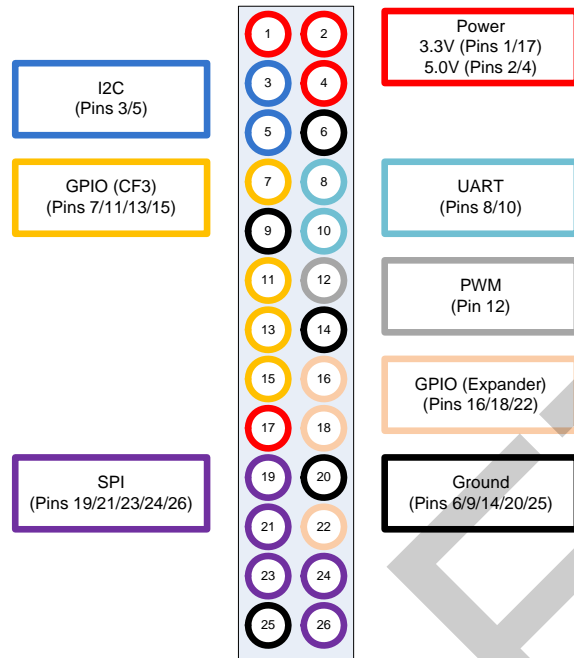 1 2
Power
3.3V (Pins 1/17)
5.0V (Pins 2/4)
I2C
(Pins 3/5)
3 4
5 6
GPIO (CF3)
(Pins 7/11/13/15)
7 8
UART
(Pins 8/10)
9 10
11 12
PWM
(Pin 12)
13 14
15 16
GPIO (Expander)
(Pins 16/18/22)
17 18
SPI
(Pins 19/21/23/24/26)
19 20
Ground
(Pins 6/9/14/20/25)
21 22
23 24
25 26